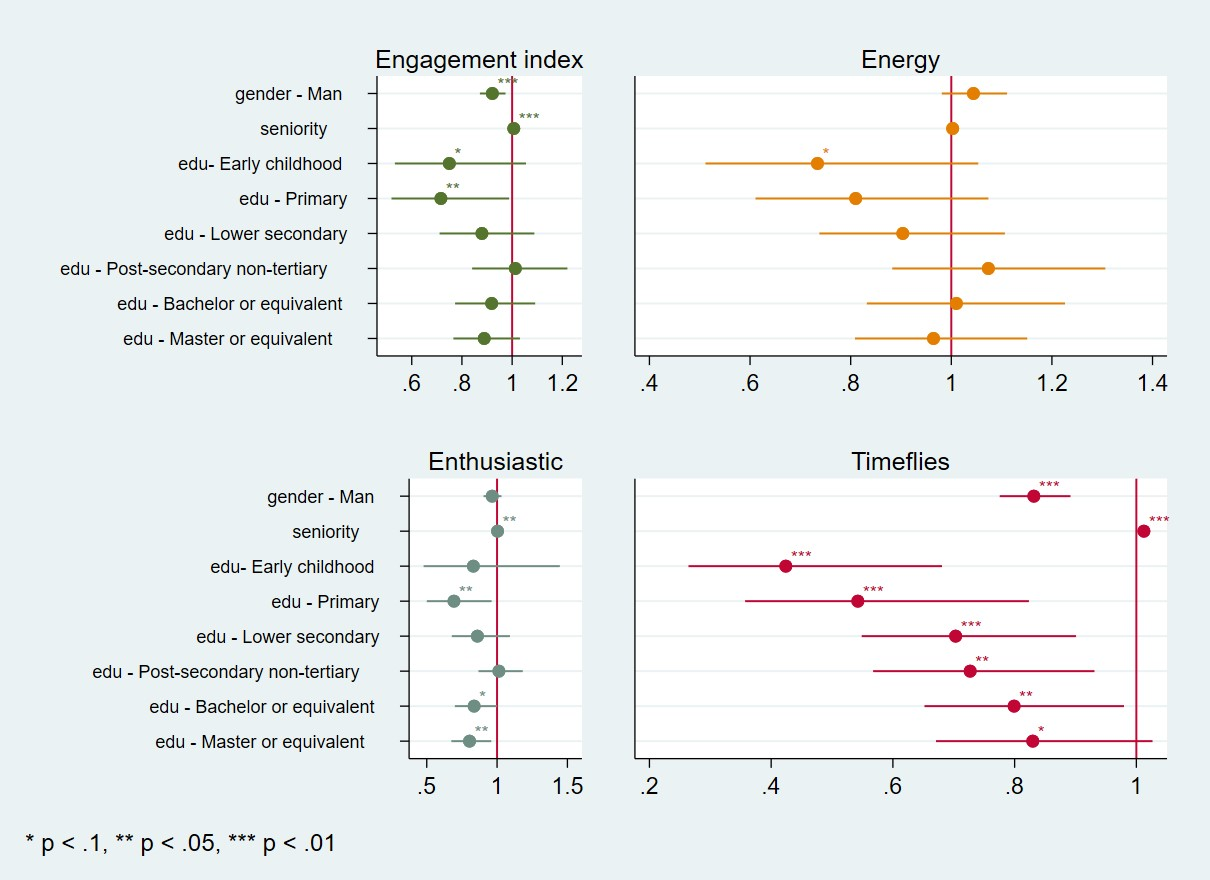 Engagement index
Energy
gender - Man ***
seniority ***
edu- Early childhood * *
edu - Primary **
edu - Lower secondary
edu - Post-secondary non-tertiary
edu - Bachelor or equivalent
edu - Master or equivalent
.6 .8 1 1.2
.4 .6 .8 1 1.2 1.4
Enthusiastic
Timeflies
gender - Man ***
seniority ** ***
edu- Early childhood ***
edu - Primary ** ***
edu - Lower secondary ***
edu - Post-secondary non-tertiary **
edu - Bachelor or equivalent * **
edu - Master or equivalent ** *
.5 1 1.5
.2 .4 .6 .8 1
* p < .1, ** p < .05, *** p < .01